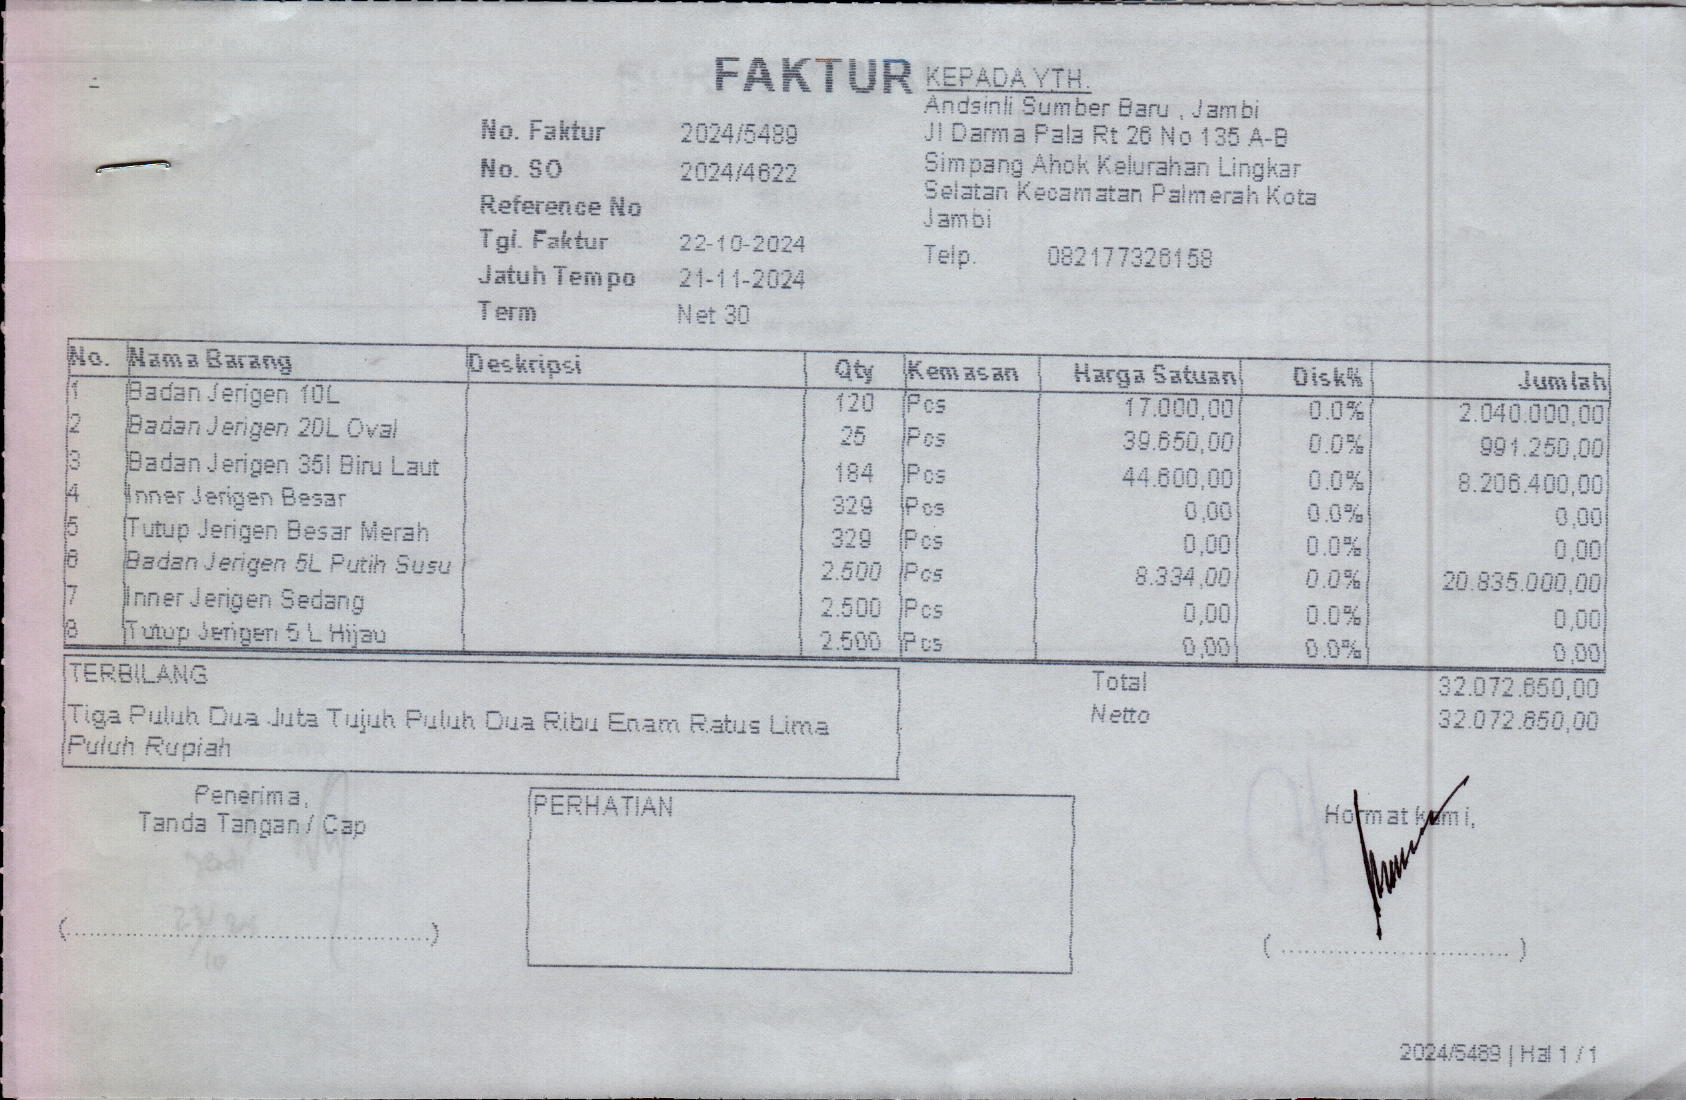 FAKTUR
No. Faktur 2024/5489
No. SO 2024/4622
Reference No
Tgl. Faktur 22-10-2024
Jatuh Tempo 21-11-2024
Term Net 30
KEPADA YTH.
Andsinli Sumber Baru , Jambi
Jl Darma Pala Rt 26 No 135 A-B
Simpang Ahok Kelurahan Lingkar
Selatan Kecamatan Palmerah Kota
Jambi
Telp. 082177326158
No. Nama Barang Deskripsi Qty Kemasan Harga Satuan Disk% Jumlah
1 Badan Jerigen 10L 120 Pcs 17.000,00 0.0% 2.040.000,00
2 Badan Jerigen 20L Oval 25 Pcs 39.650,00 0.0% 991.250,00
3 Badan Jerigen 35l Biru Laut 184 Pcs 44.600,00 0.0% 8.206.400,00
4 Inner Jerigen Besar 329 Pcs 0,00 0.0% 0,00
5 Tutup Jerigen Besar Merah 329 Pcs 0,00 0.0% 0,00
6 Badan Jerigen 5L Putih Susu 2.500 Pcs 8.334,00 0.0% 20.835.000,00
7 Inner Jerigen Sedang 2.500 Pcs 0,00 0.0% 0,00
8 Tutup Jerigen 5 L Hijau 2.500 Pcs 0,00 0.0% 0,00
TERBILANG
Tiga Puluh Dua Juta Tujuh Puluh Dua Ribu Enam Ratus Lima
Puluh Rupiah
Total 32.072.650,00
Netto 32.072.650,00
Penerima,
Tanda Tangan / Cap
PERHATIAN
Hormat kami,
(........................................)
( ............................ )
2024/5489 | Hal 1 / 1